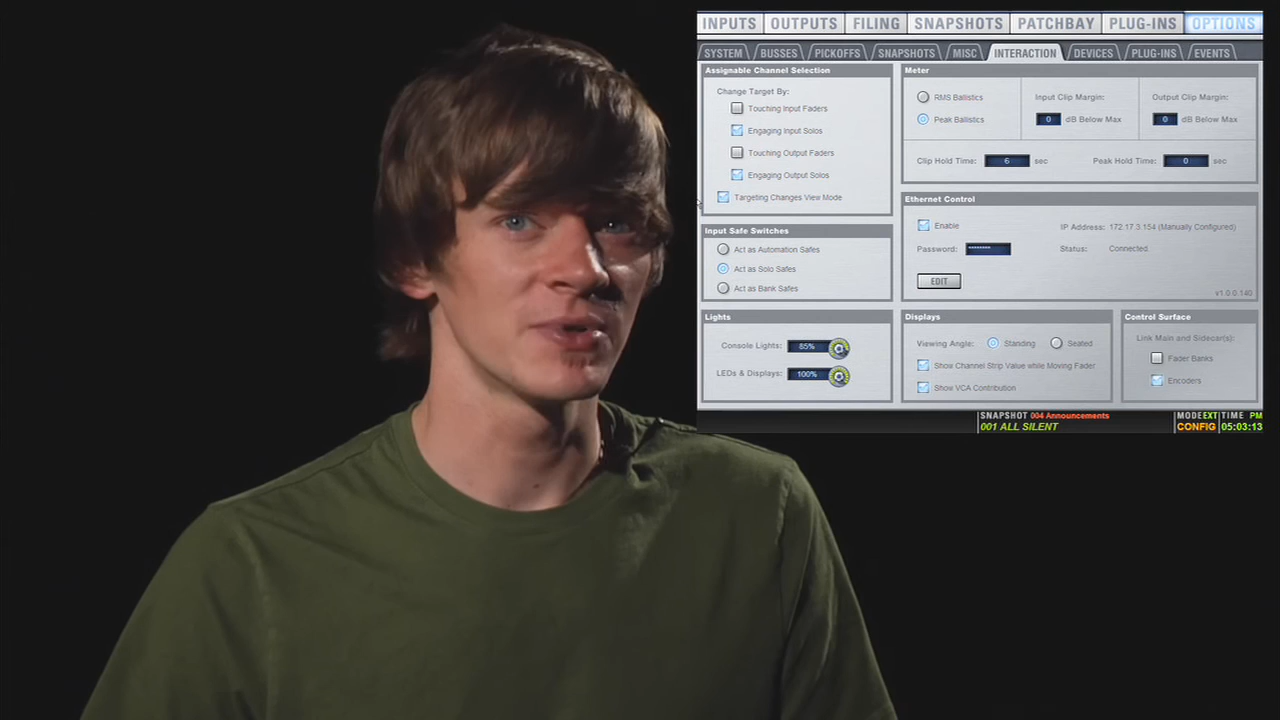 INPUTS OUTPUTS FILING SNAPSHOTS PATCHBAY PLUG-INS OPTIONS
SYSTEM BUSSES PICKOFFS SNAPSHOTS MISC INTERACTION DEVICES PLUG-INS EVENTS
Assignable Channel Selection
Change Target By:
Touching Input Faders
Engaging Input Solos
Touching Output Faders
Engaging Output Solos
Targeting Changes View Mode
Input Safe Switches
Act as Automation Safes
Act as Solo Safes
Act as Bank Safes
Lights
Console Lights: 85%
LEDs & Displays: 100%
Meter
RMS Ballistics
Peak Ballistics
Input Clip Margin:
0 dB Below Max
Output Clip Margin:
0 dB Below Max
Clip Hold Time: 6 sec
Peak Hold Time: 0 sec
Ethernet Control
Enable
IP Address: 172.17.3.154 (Manually Configured)
Password: ********
Status: Connected
EDIT
v1.0.0.140
Displays
Viewing Angle: Standing Seated
Show Channel Strip Value while Moving Fader
Show VCA Contribution
Control Surface
Link Main and Sidecar(s):
Fader Banks
Encoders
SNAPSHOT 004 Announcements
001 ALL SILENT
MODE EXT TIME PM
CONFIG 05:03:13